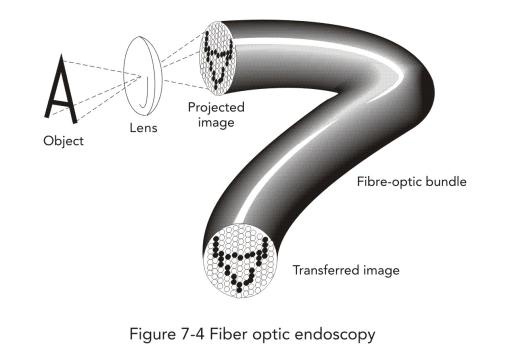 A
Object
Lens
Projected
image
Fibre-optic bundle
Transferred image
Figure 7-4 Fiber optic endoscopy